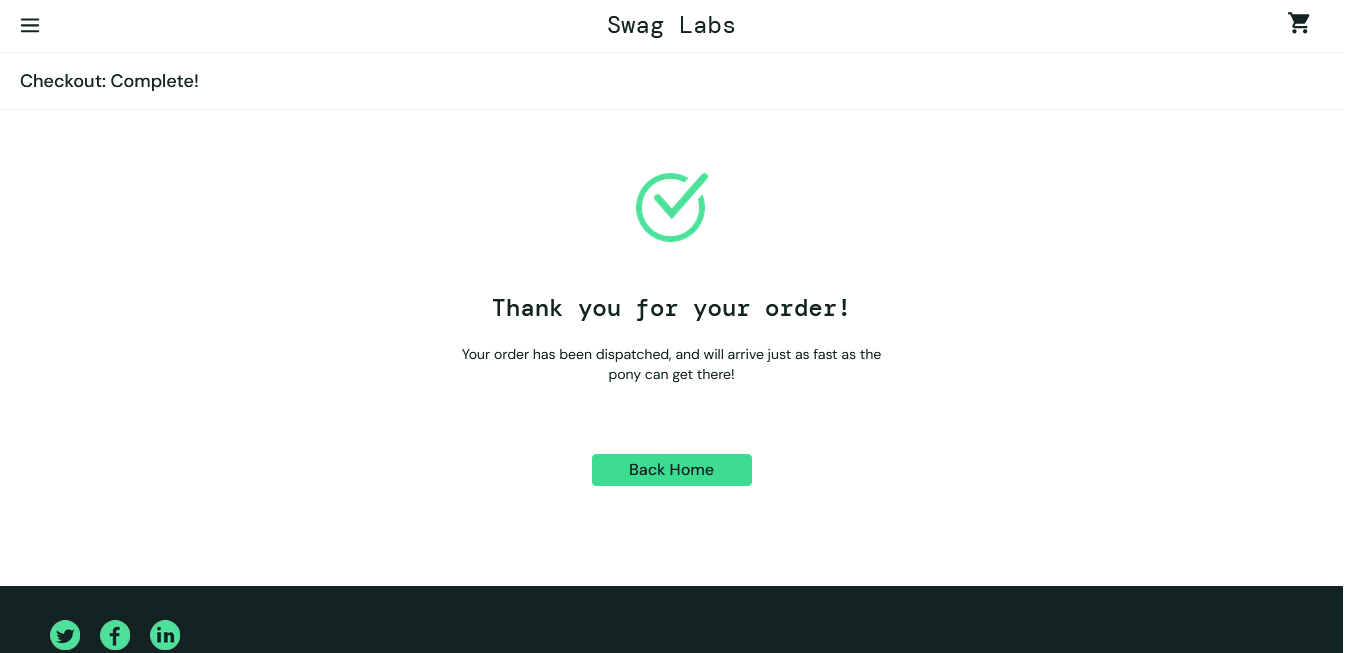 Swag Labs
Checkout: Complete!
Thank you for your order!
Your order has been dispatched, and will arrive just as fast as the
pony can get there!
Back Home